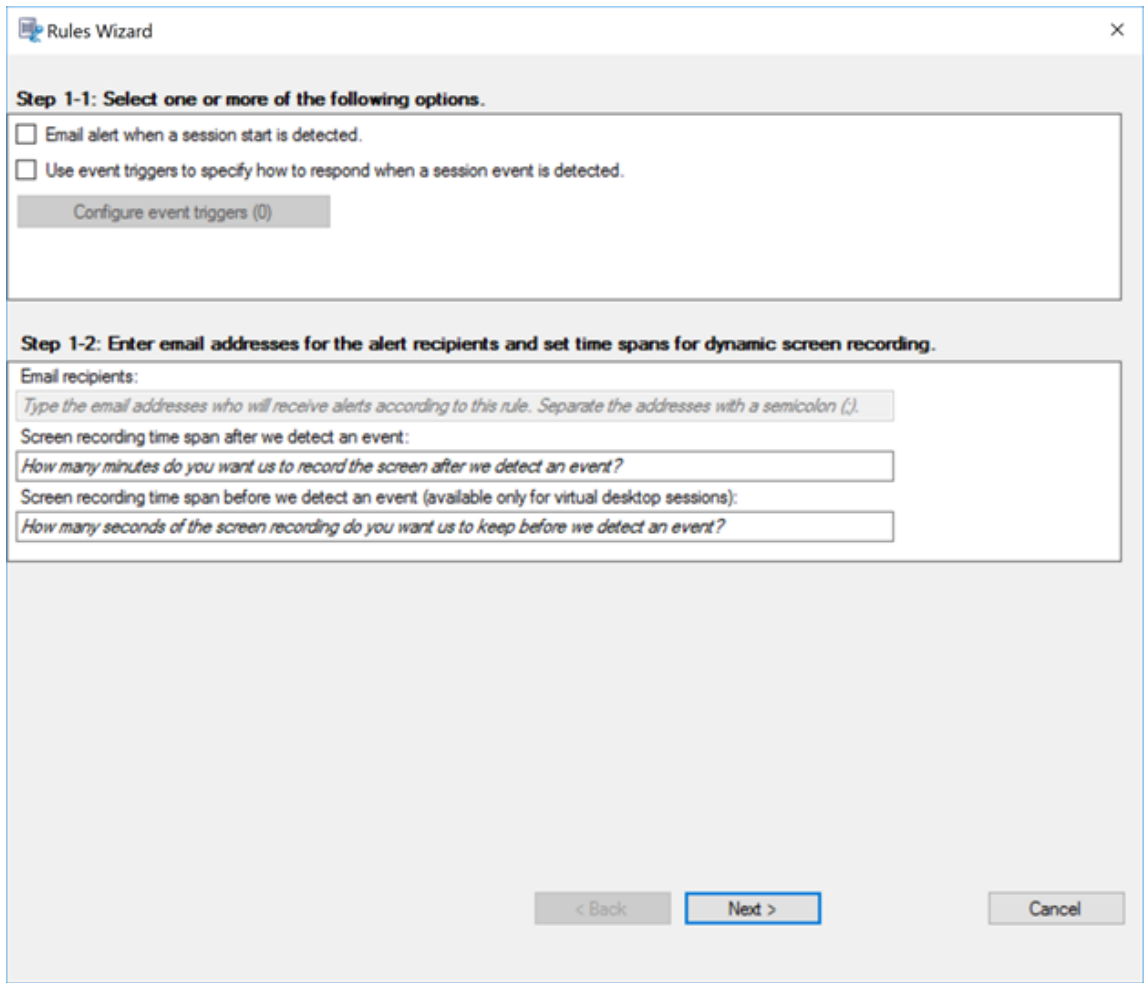 Rules Wizard
Step 1-1: Select one or more of the following options.
Email alert when a session start is detected.
Use event triggers to specify how to respond when a session event is detected.
Configure event triggers (0)
Step 1-2: Enter email addresses for the alert recipients and set time spans for dynamic screen recording.
Email recipients:
Type the email addresses who will receive alerts according to this rule. Separate the addresses with a semicolon (;).
Screen recording time span after we detect an event:
How many minutes do you want us to record the screen after we detect an event?
Screen recording time span before we detect an event (available only for virtual desktop sessions):
How many seconds of the screen recording do you want us to keep before we detect an event?
< Back Next > Cancel